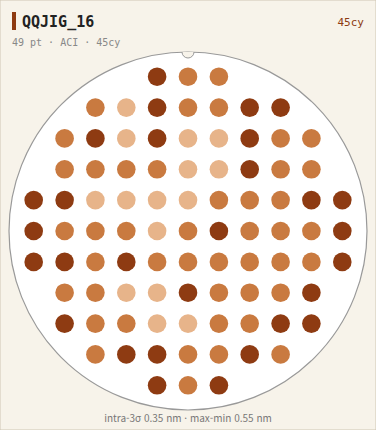 QQJIG_16
45cy
49 pt · ACI · 45cy
intra-3σ 0.35 nm · max-min 0.55 nm